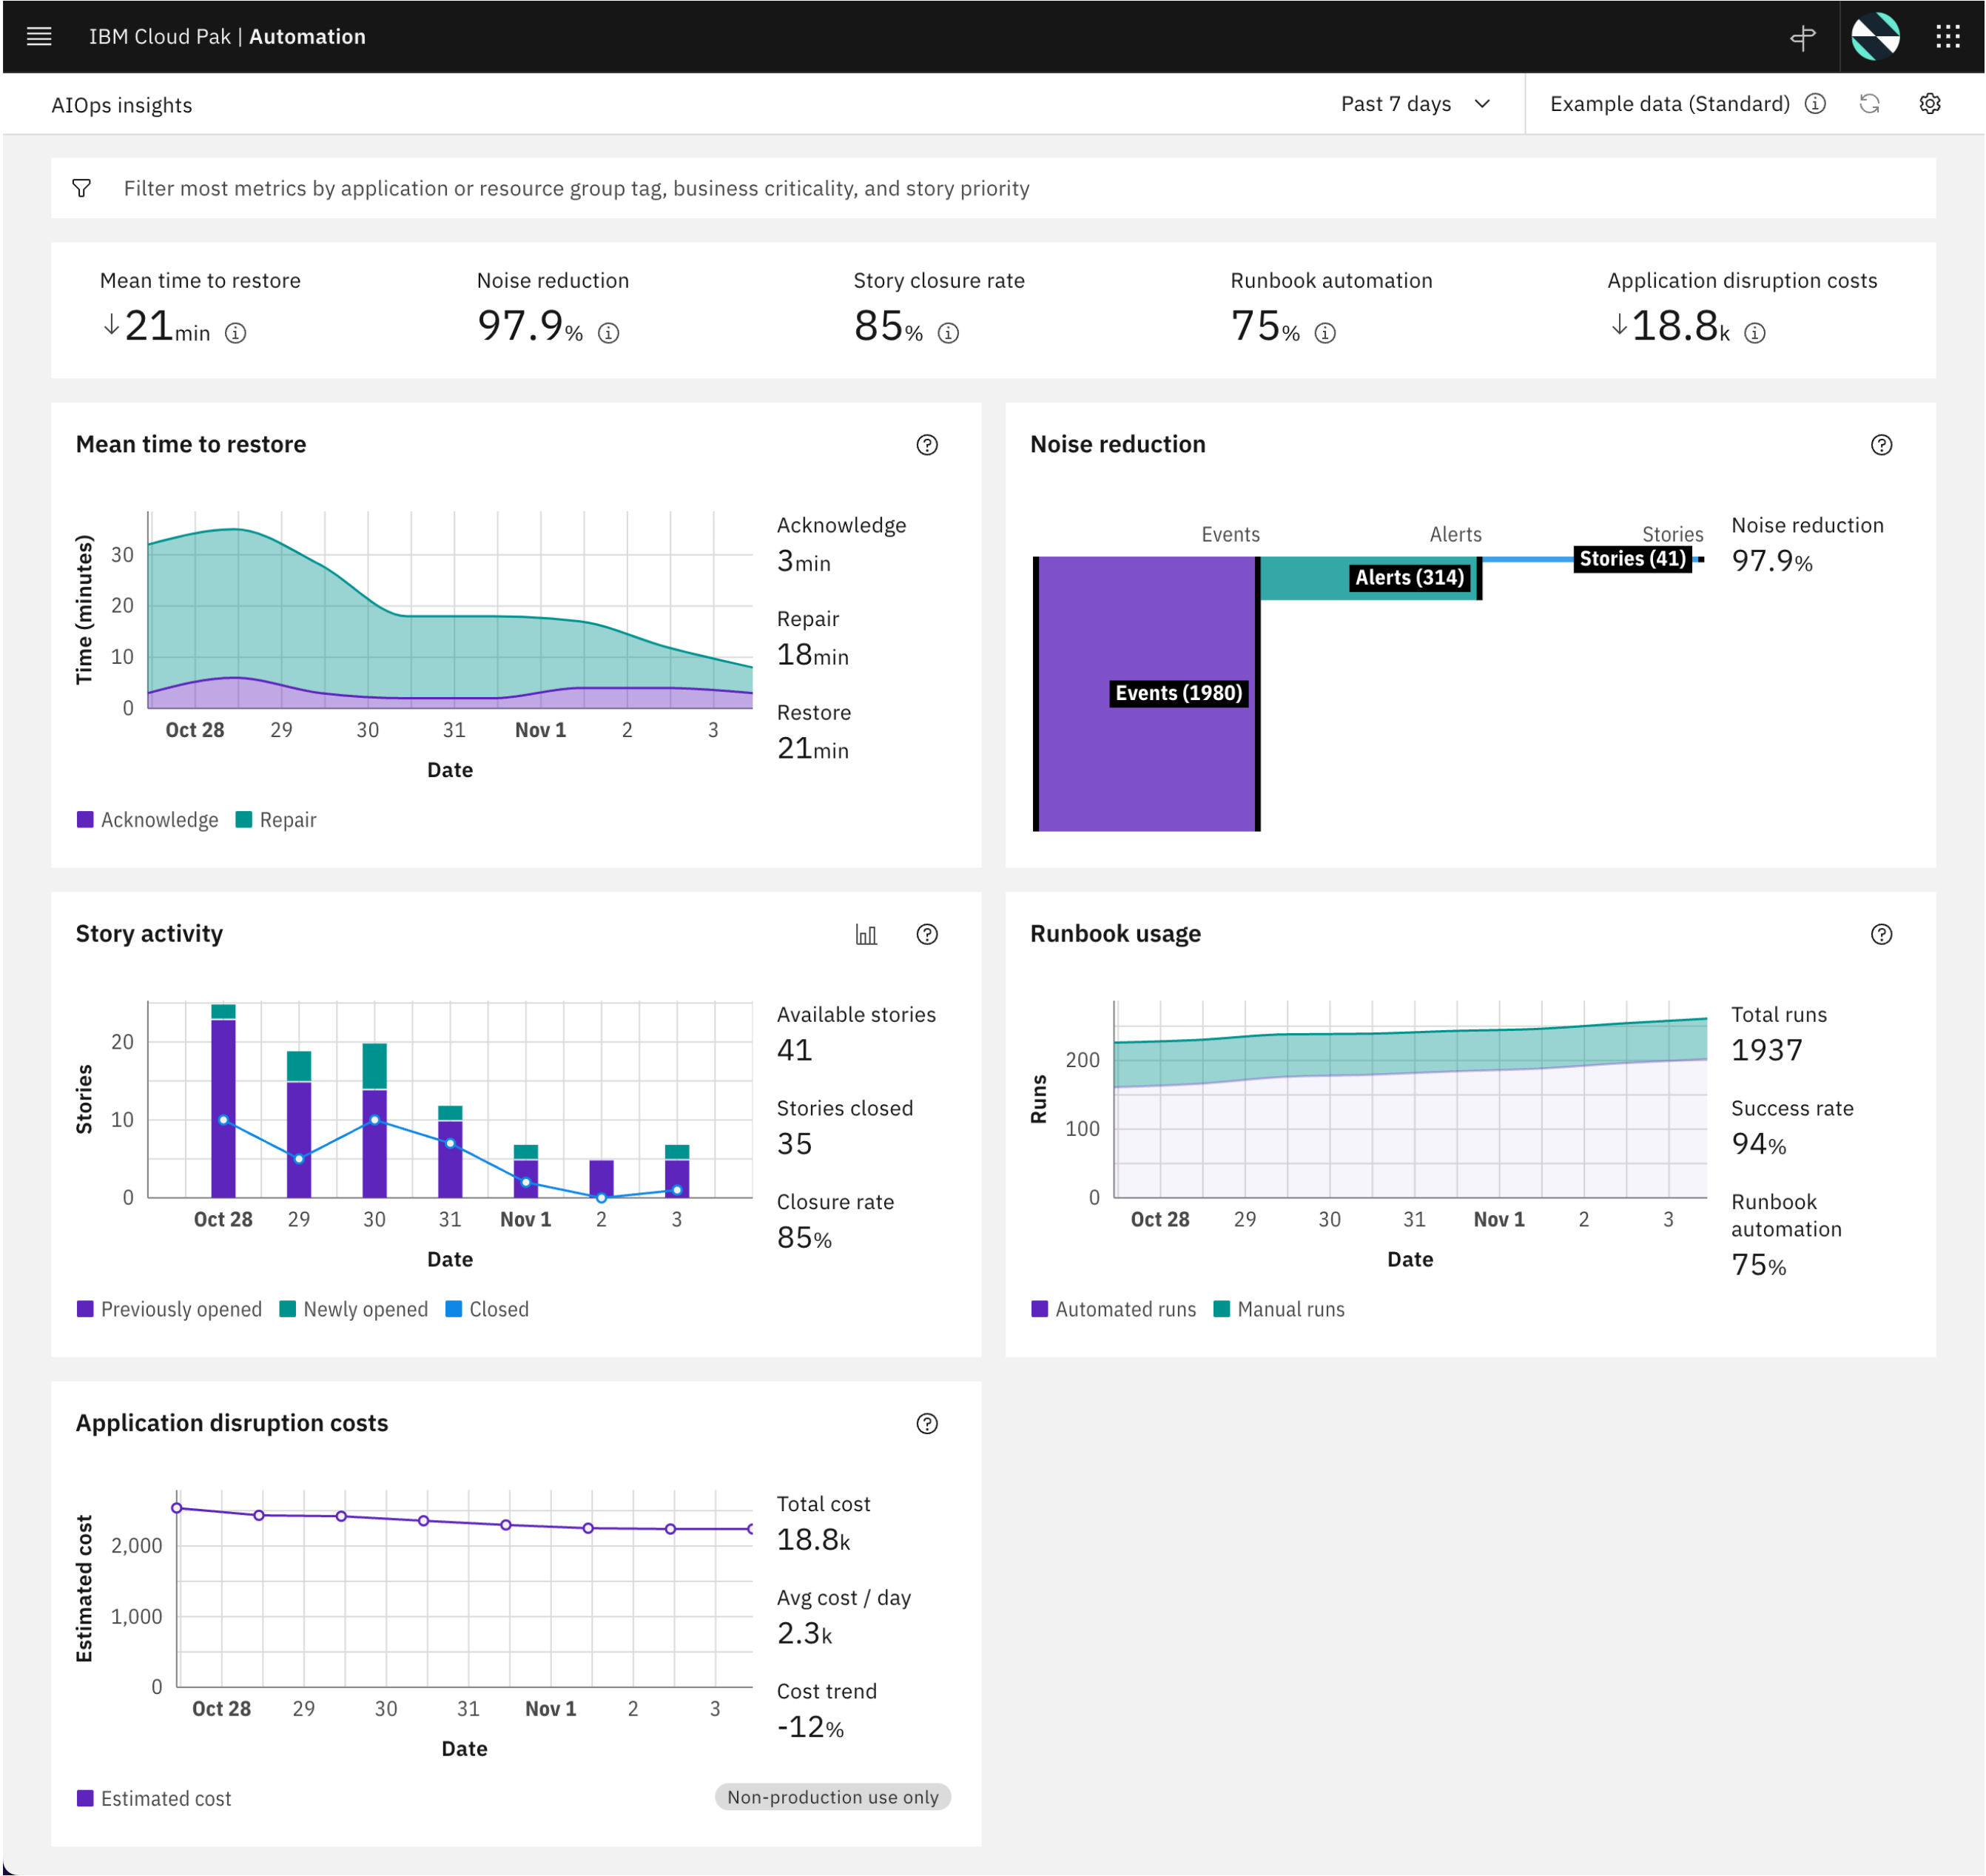 IBM Cloud Pak | Automation
AIOps insights
Past 7 days
Example data (Standard)
Filter most metrics by application or resource group tag, business criticality, and story priority
Mean time to restore
21min
Noise reduction
97.9%
Story closure rate
85%
Runbook automation
75%
Application disruption costs
18.8k
Mean time to restore
Time (minutes)
30
20
10
0
Oct 28 29 30 31 Nov 1 2 3
Date
Acknowledge Repair
Acknowledge
3min
Repair
18min
Restore
21min
Noise reduction
Events Alerts Stories
Stories (41)
Alerts (314)
Events (1980)
Noise reduction
97.9%
Story activity
Stories
20
10
0
Oct 28 29 30 31 Nov 1 2 3
Date
Previously opened Newly opened Closed
Available stories
41
Stories closed
35
Closure rate
85%
Runbook usage
Runs
200
100
0
Oct 28 29 30 31 Nov 1 2 3
Date
Automated runs Manual runs
Total runs
1937
Success rate
94%
Runbook
automation
75%
Application disruption costs
Estimated cost
2,000
1,000
0
Oct 28 29 30 31 Nov 1 2 3
Date
Estimated cost
Total cost
18.8k
Avg cost / day
2.3k
Cost trend
-12%
Non-production use only